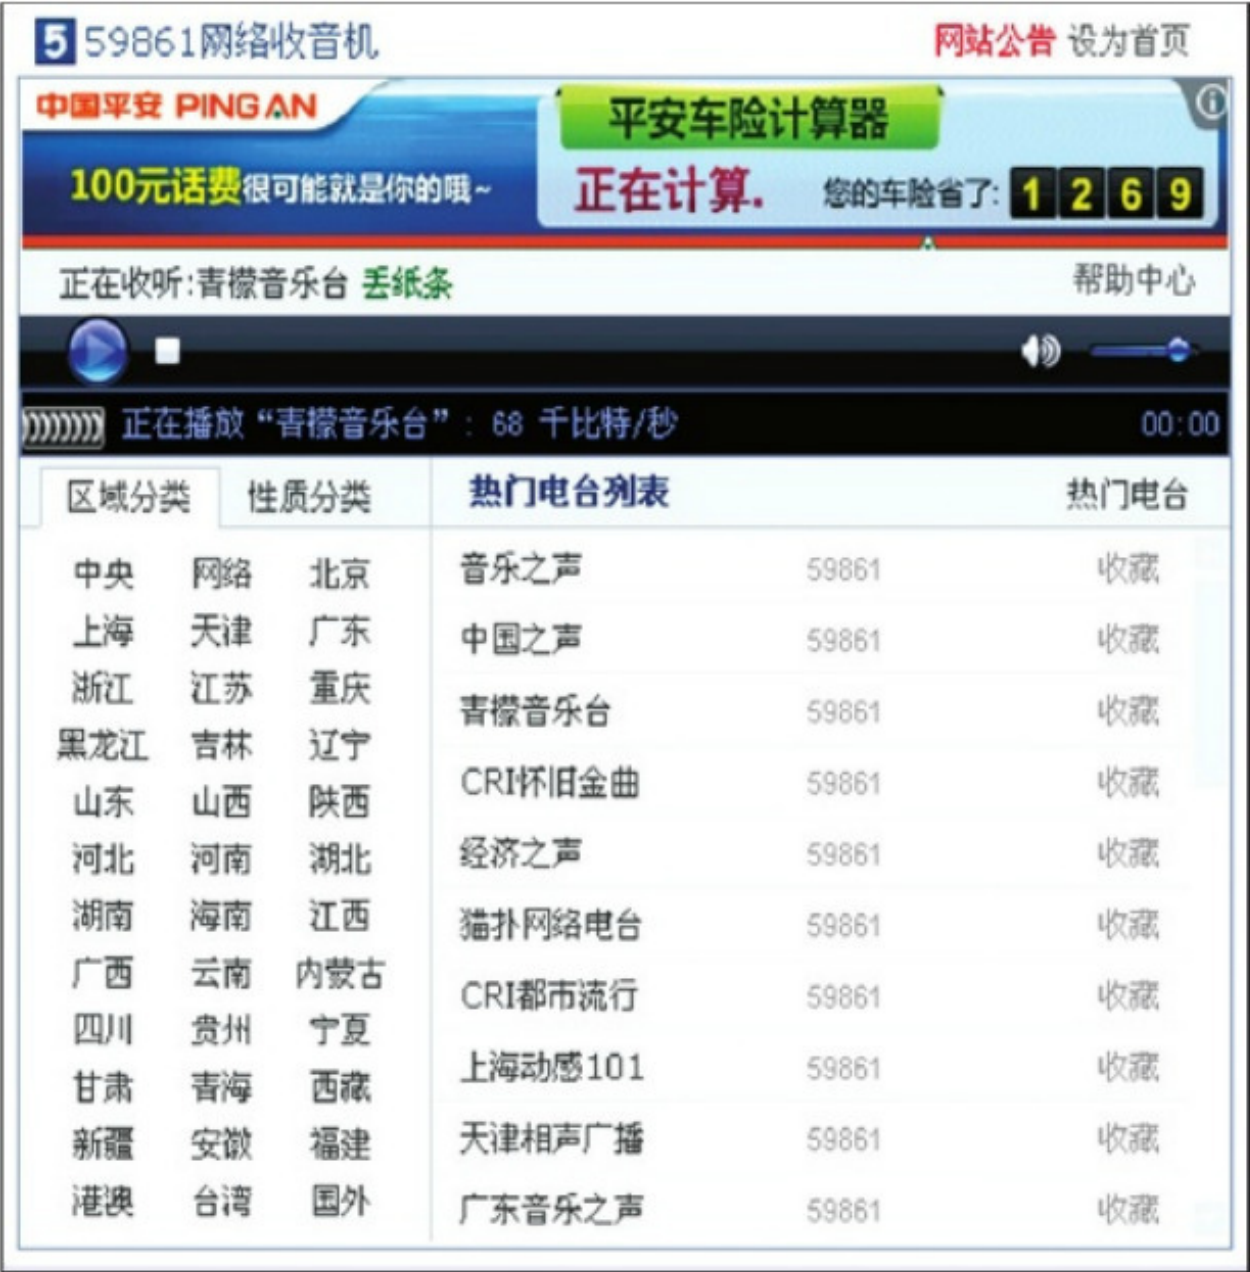 5 59861网络收音机 网站公告 设为首页
中国平安 PING AN
平安车险计算器
100元话费很可能就是你的哦~
正在计算. 您的车险省了: 1 2 6 9
正在收听:青檬音乐台 丢纸条 帮助中心
正在播放“青檬音乐台”: 68 千比特/秒 00:00
区域分类 性质分类 热门电台列表 热门电台
中央 网络 北京
上海 天津 广东
浙江 江苏 重庆
黑龙江 吉林 辽宁
山东 山西 陕西
河北 河南 湖北
湖南 海南 江西
广西 云南 内蒙古
四川 贵州 宁夏
甘肃 青海 西藏
新疆 安徽 福建
港澳 台湾 国外
音乐之声 59861 收藏
中国之声 59861 收藏
青檬音乐台 59861 收藏
CRI怀旧金曲 59861 收藏
经济之声 59861 收藏
猫扑网络电台 59861 收藏
CRI都市流行 59861 收藏
上海动感101 59861 收藏
天津相声广播 59861 收藏
广东音乐之声 59861 收藏